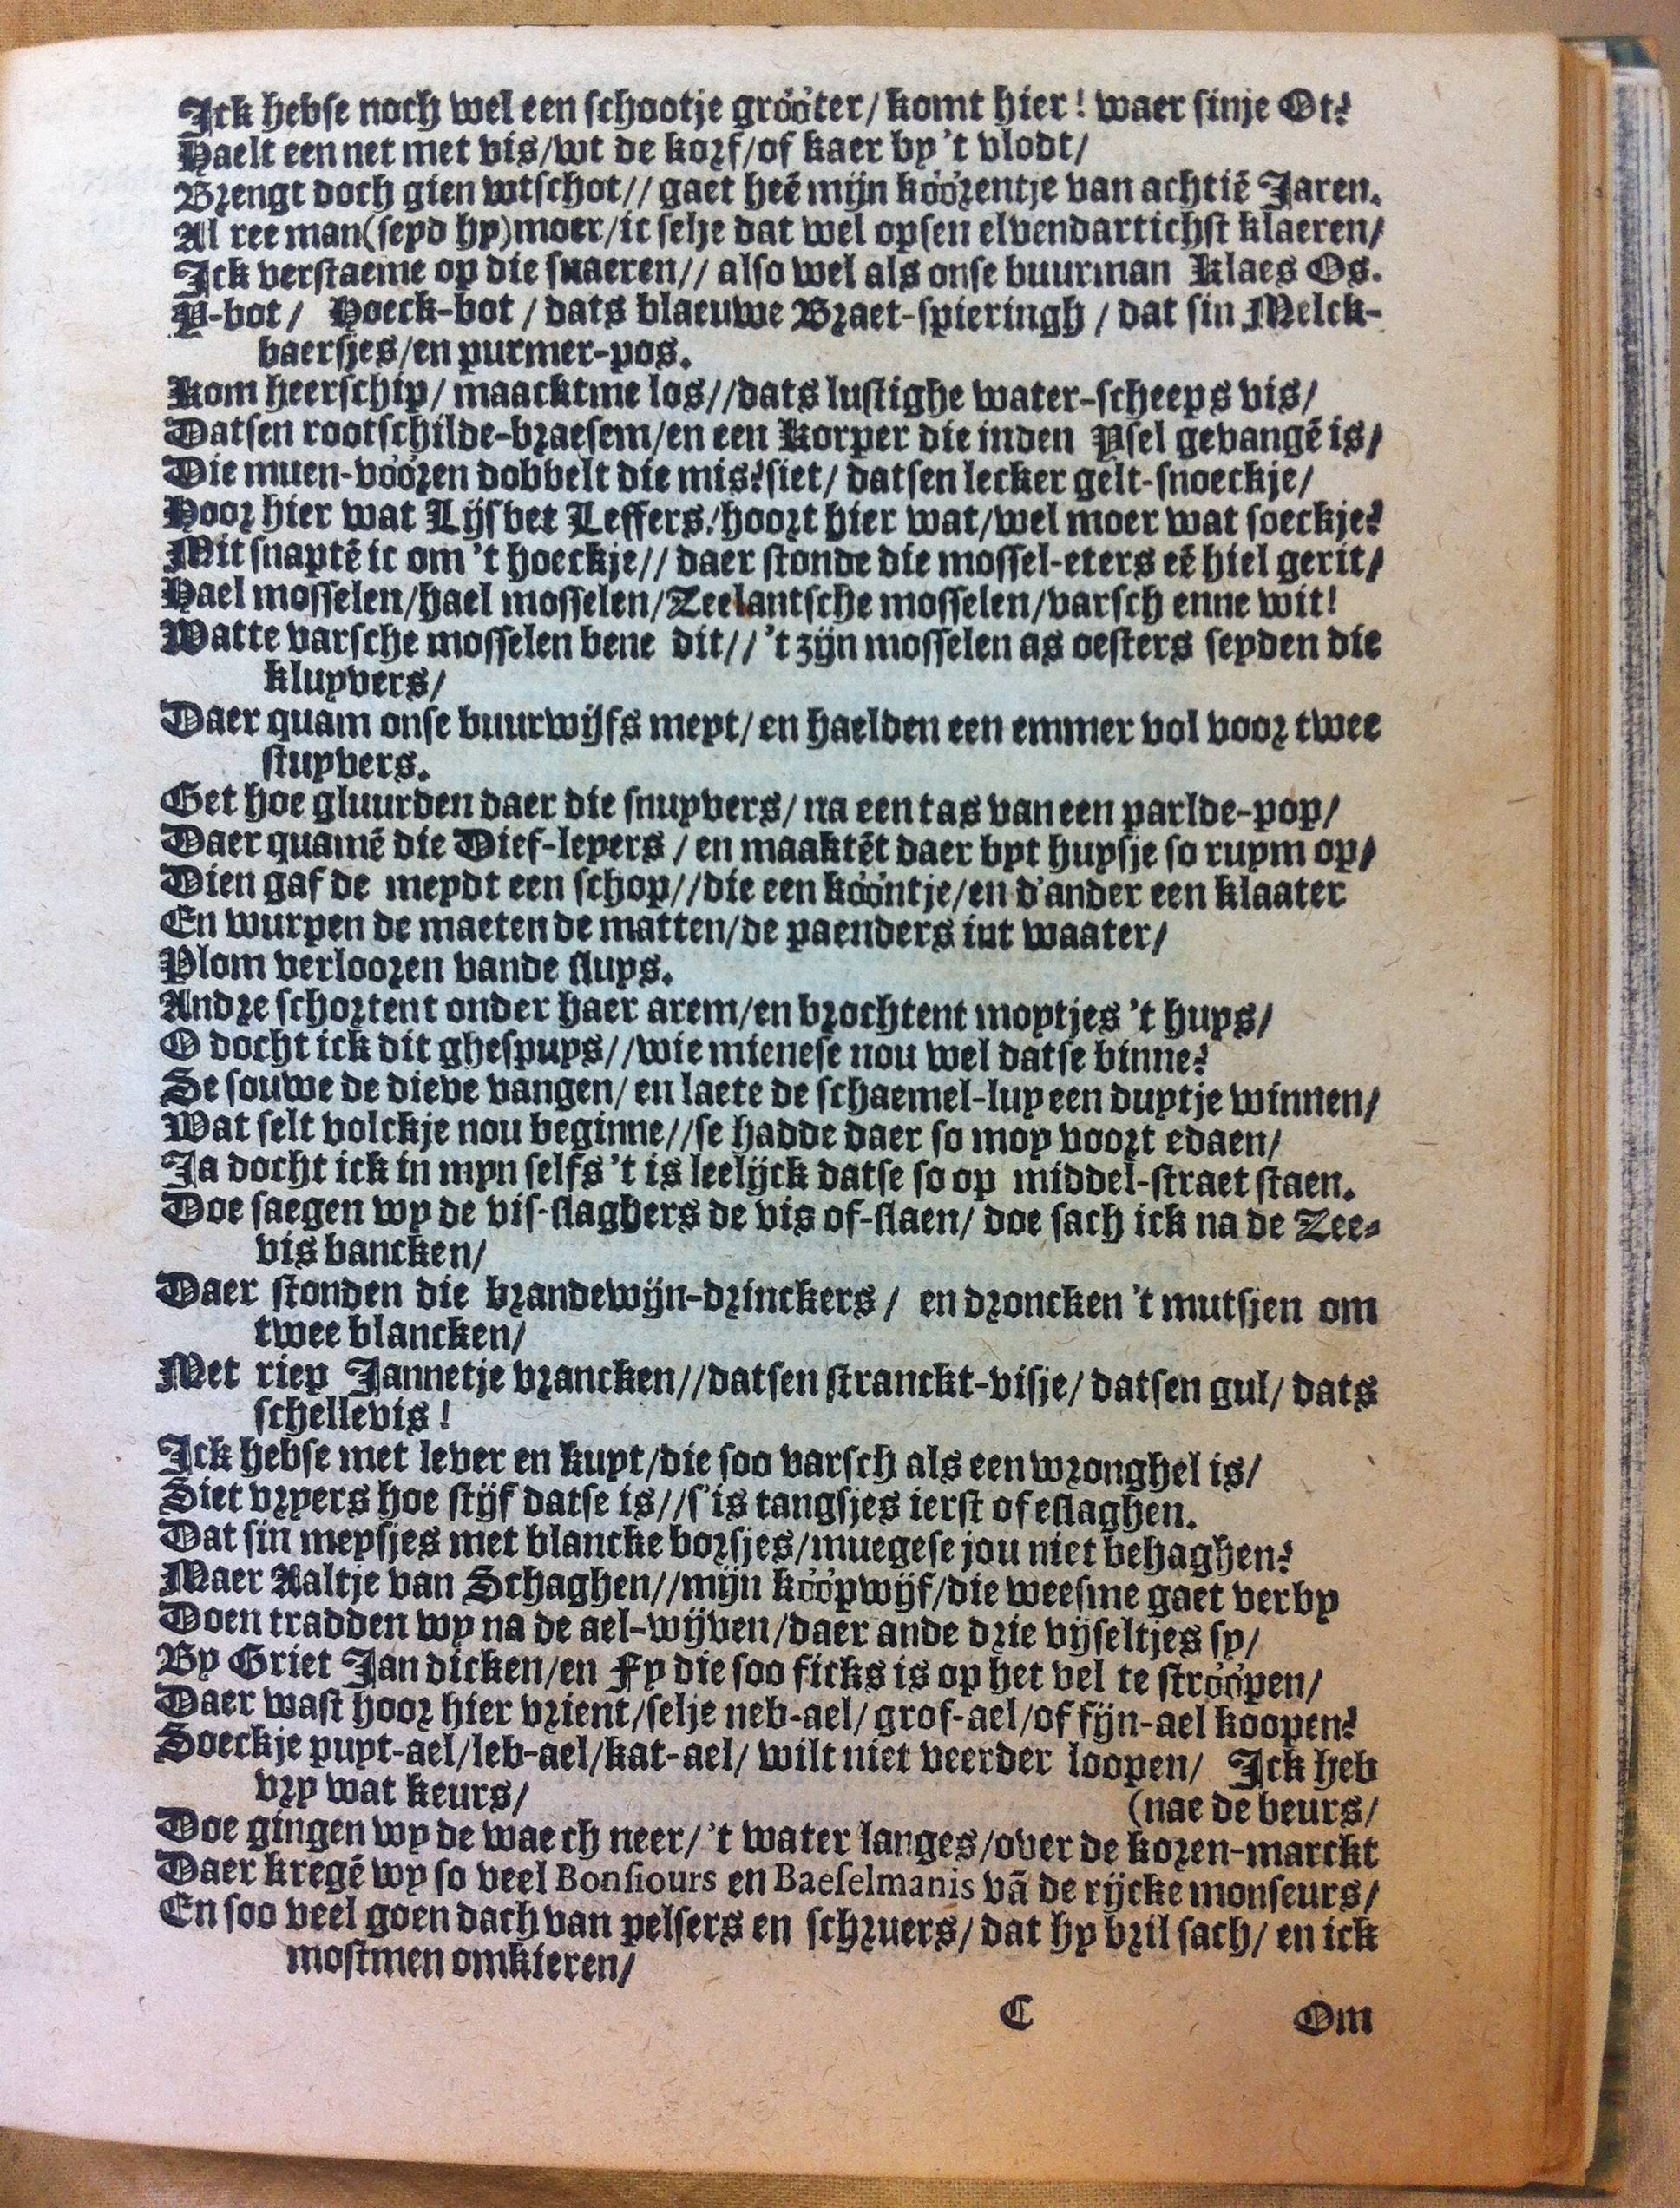 Ick hebse noch wel een schootje gróóter/ komt hier! waer sinje Ot?
Haelt een net met vis/wt de korf/of kaer by 't vlodt/
Brengt doch gien wtschot// gaet heē mijn kóórentje van achtiē Jaren.
Al ree man(seyd hy)moer/ic selje dat wel opsen elvendartichst klaeren/
Ick verstaeme op die snaeren// also wel als onse buurman Klaes Os.
Y-bot/ Hoeck-bot / dats blaeuwe Braet-spieringh / dat sin Melck-
baersjes/en purmer-pos.
Kom heerschip/ maacktme los//dats lustighe water-scheeps vis/
Datsen rootschilde-braesem/en een Korper die inden Ysel gevangē is/
Die muen-vóóren dobbelt die mis?siet/ datsen lecker gelt-snoeckje/
Hoor hier wat Lijsbet Leffers!hoort hier wat/wel moer wat soeckje?
Mit snaptē ic om 't hoeckje// daer stonde die mossel-eters eē hiel gerit/
Hael mosselen/hael mosselen/Zeelantsche mosselen/varsch enne wit!
Watte varsche mosselen bene dit// 't zijn mosselen as oesters seyden die
kluyvers/
Daer quam onse buurwijfs meyt/ en haelden een emmer vol voor twee
stuyvers.
Get hoe gluurden daer die snuyvers/ na een tas van een parlde-pop/
Daer quamē die Dief-leyers / en maaktēt daer byt huysje so ruym op/
Dien gaf de meydt een schop//die een kóóntje/en d'ander een klaater
En wurpen de maeten de matten/de paenders int waater/
Plom verlooren vande sluys.
Andre schortent onder haer arem/en brochtent moytjes 't huys/
O docht ick dit ghespuys//wie mienese nou wel datse binne?
Se souwe de dieve vangen/ en laete de schaemel-luy een duytje winnen/
Wat selt volckje nou beginne//se hadde daer so moy voort edaen/
Ja docht ick in myn selfs 't is leelijck datse so op middel-straet staen.
Doe saegen wy de vis-slaghers de vis of-slaen/ doe sach ick na de Zee-
vis bancken/
Daer stonden die brandewijn-drinckers / en droncken 't mutsjen om
twee blancken/
Met riep Jannetje vrancken//datsen stranckt-visje/ datsen gul/ dats
schellevis!
Ick hebse met lever en kuyt/die soo varsch als een wronghel is/
Siet vryers hoe stijf datse is//s'is tangsjes ierst of eslaghen.
Dat sin meysjes met blancke borsjes/muegese jou niet behaghen?
Maer Aaltje van Schaghen//mijn kóópwijf/die weesme gaet verby
Doen tradden wy na de ael-wijven/daer ande drie vijseltjes sy/
By Griet Jan dicken/en Fy die soo ficks is op het vel te stróópen/
Daer wast hoor hier vrient/selje neb-ael/ grof-ael/of fijn-ael koopen?
Soeckje puyt-ael/leb-ael/kat-ael/ wilt niet veerder loopen/ Ick heb
vry wat keurs/ (nae de beurs/
Doe gingen wy de waech neer/ 't water langes/over de koren-marckt
Daer kregē wy so veel Bonsiours en Baeselmanis vā de rijcke monseurs/
En soo veel goen dach van pelsers en schruers/ dat hy vril sach/ en ick
mostmen omkieren/
C Om